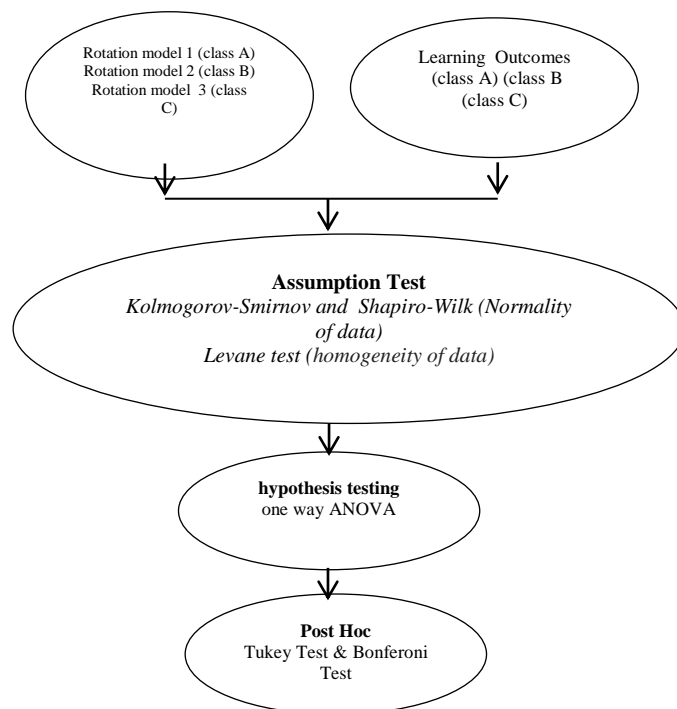 Rotation model 1 (class A)
Rotation model 2 (class B)
Rotation model 3 (class
C)
Learning Outcomes
(class A) (class B
(class C)
Assumption Test
Kolmogorov-Smirnov and Shapiro-Wilk (Normality
of data)
Levane test (homogeneity of data)
hypothesis testing
one way ANOVA
Post Hoc
Tukey Test & Bonferoni
Test